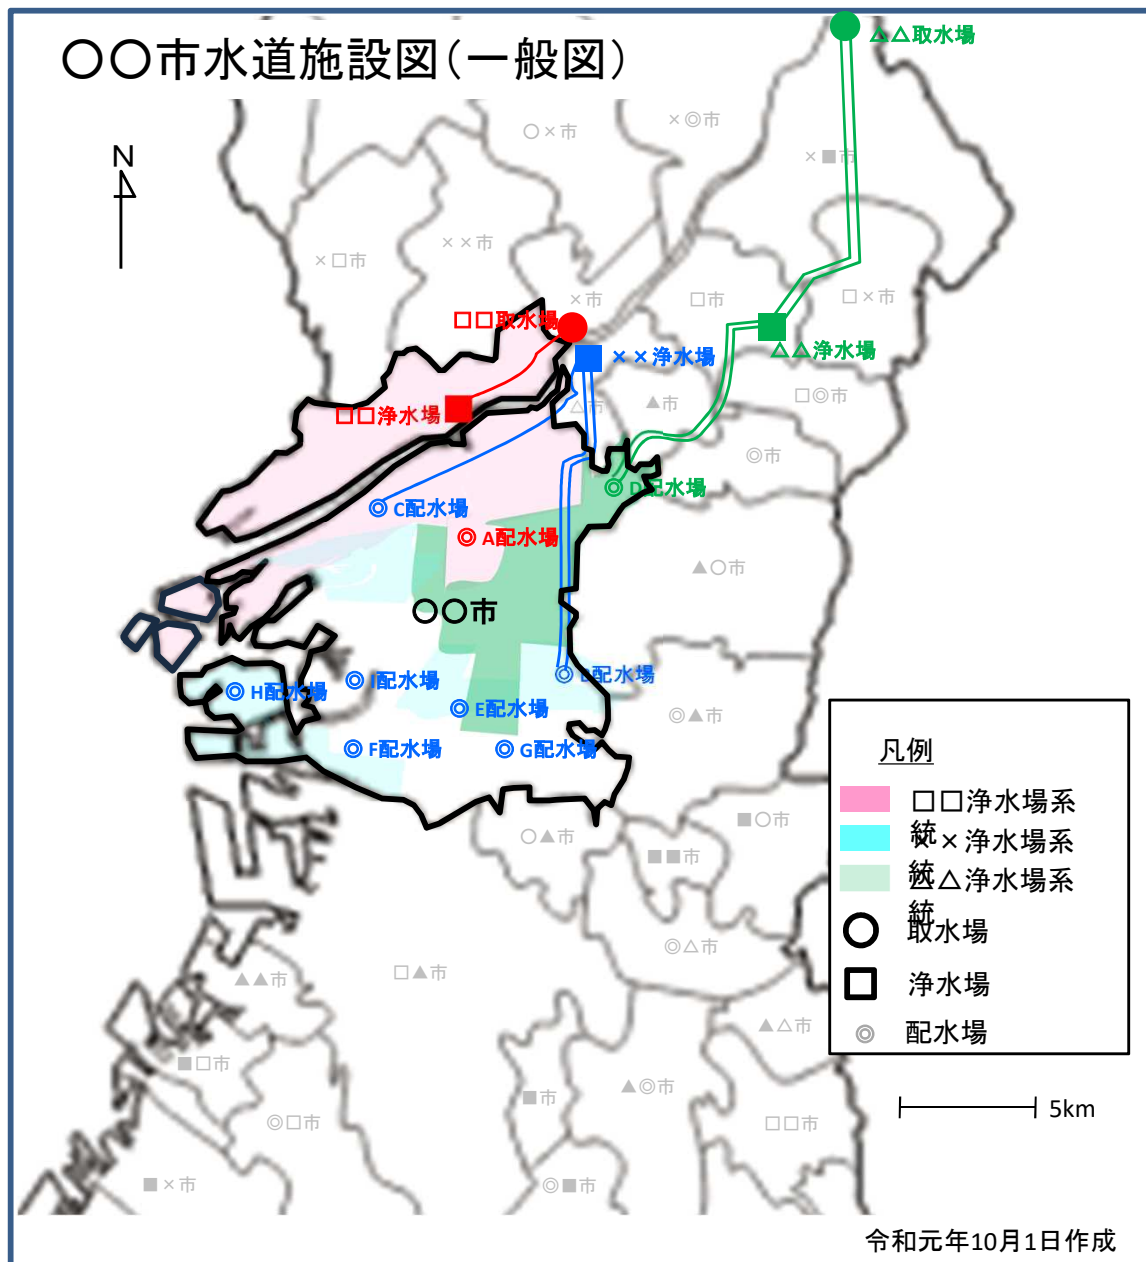 〇〇市水道施設図（一般図）
△△取水場
×◎市
〇×市
N
×■市
××市
×□市
□×市
□市
×市
□□取水場
××浄水場
△△浄水場
□◎市
▲市
△市
□□浄水場
◎市
D配水場
C配水場
A配水場
▲〇市
〇〇市
B配水場
I配水場
H配水場
E配水場
◎▲市
F配水場
G配水場
凡例
□□浄水場系
統
××浄水場系
統
△△浄水場系
統
取水場
浄水場
配水場
■〇市
〇▲市
■■市
◎△市
□▲市
▲▲市
▲△市
■□市
▲◎市
■市
◎□市
□□市
5km
■×市
◎■市
令和元年10月1日作成